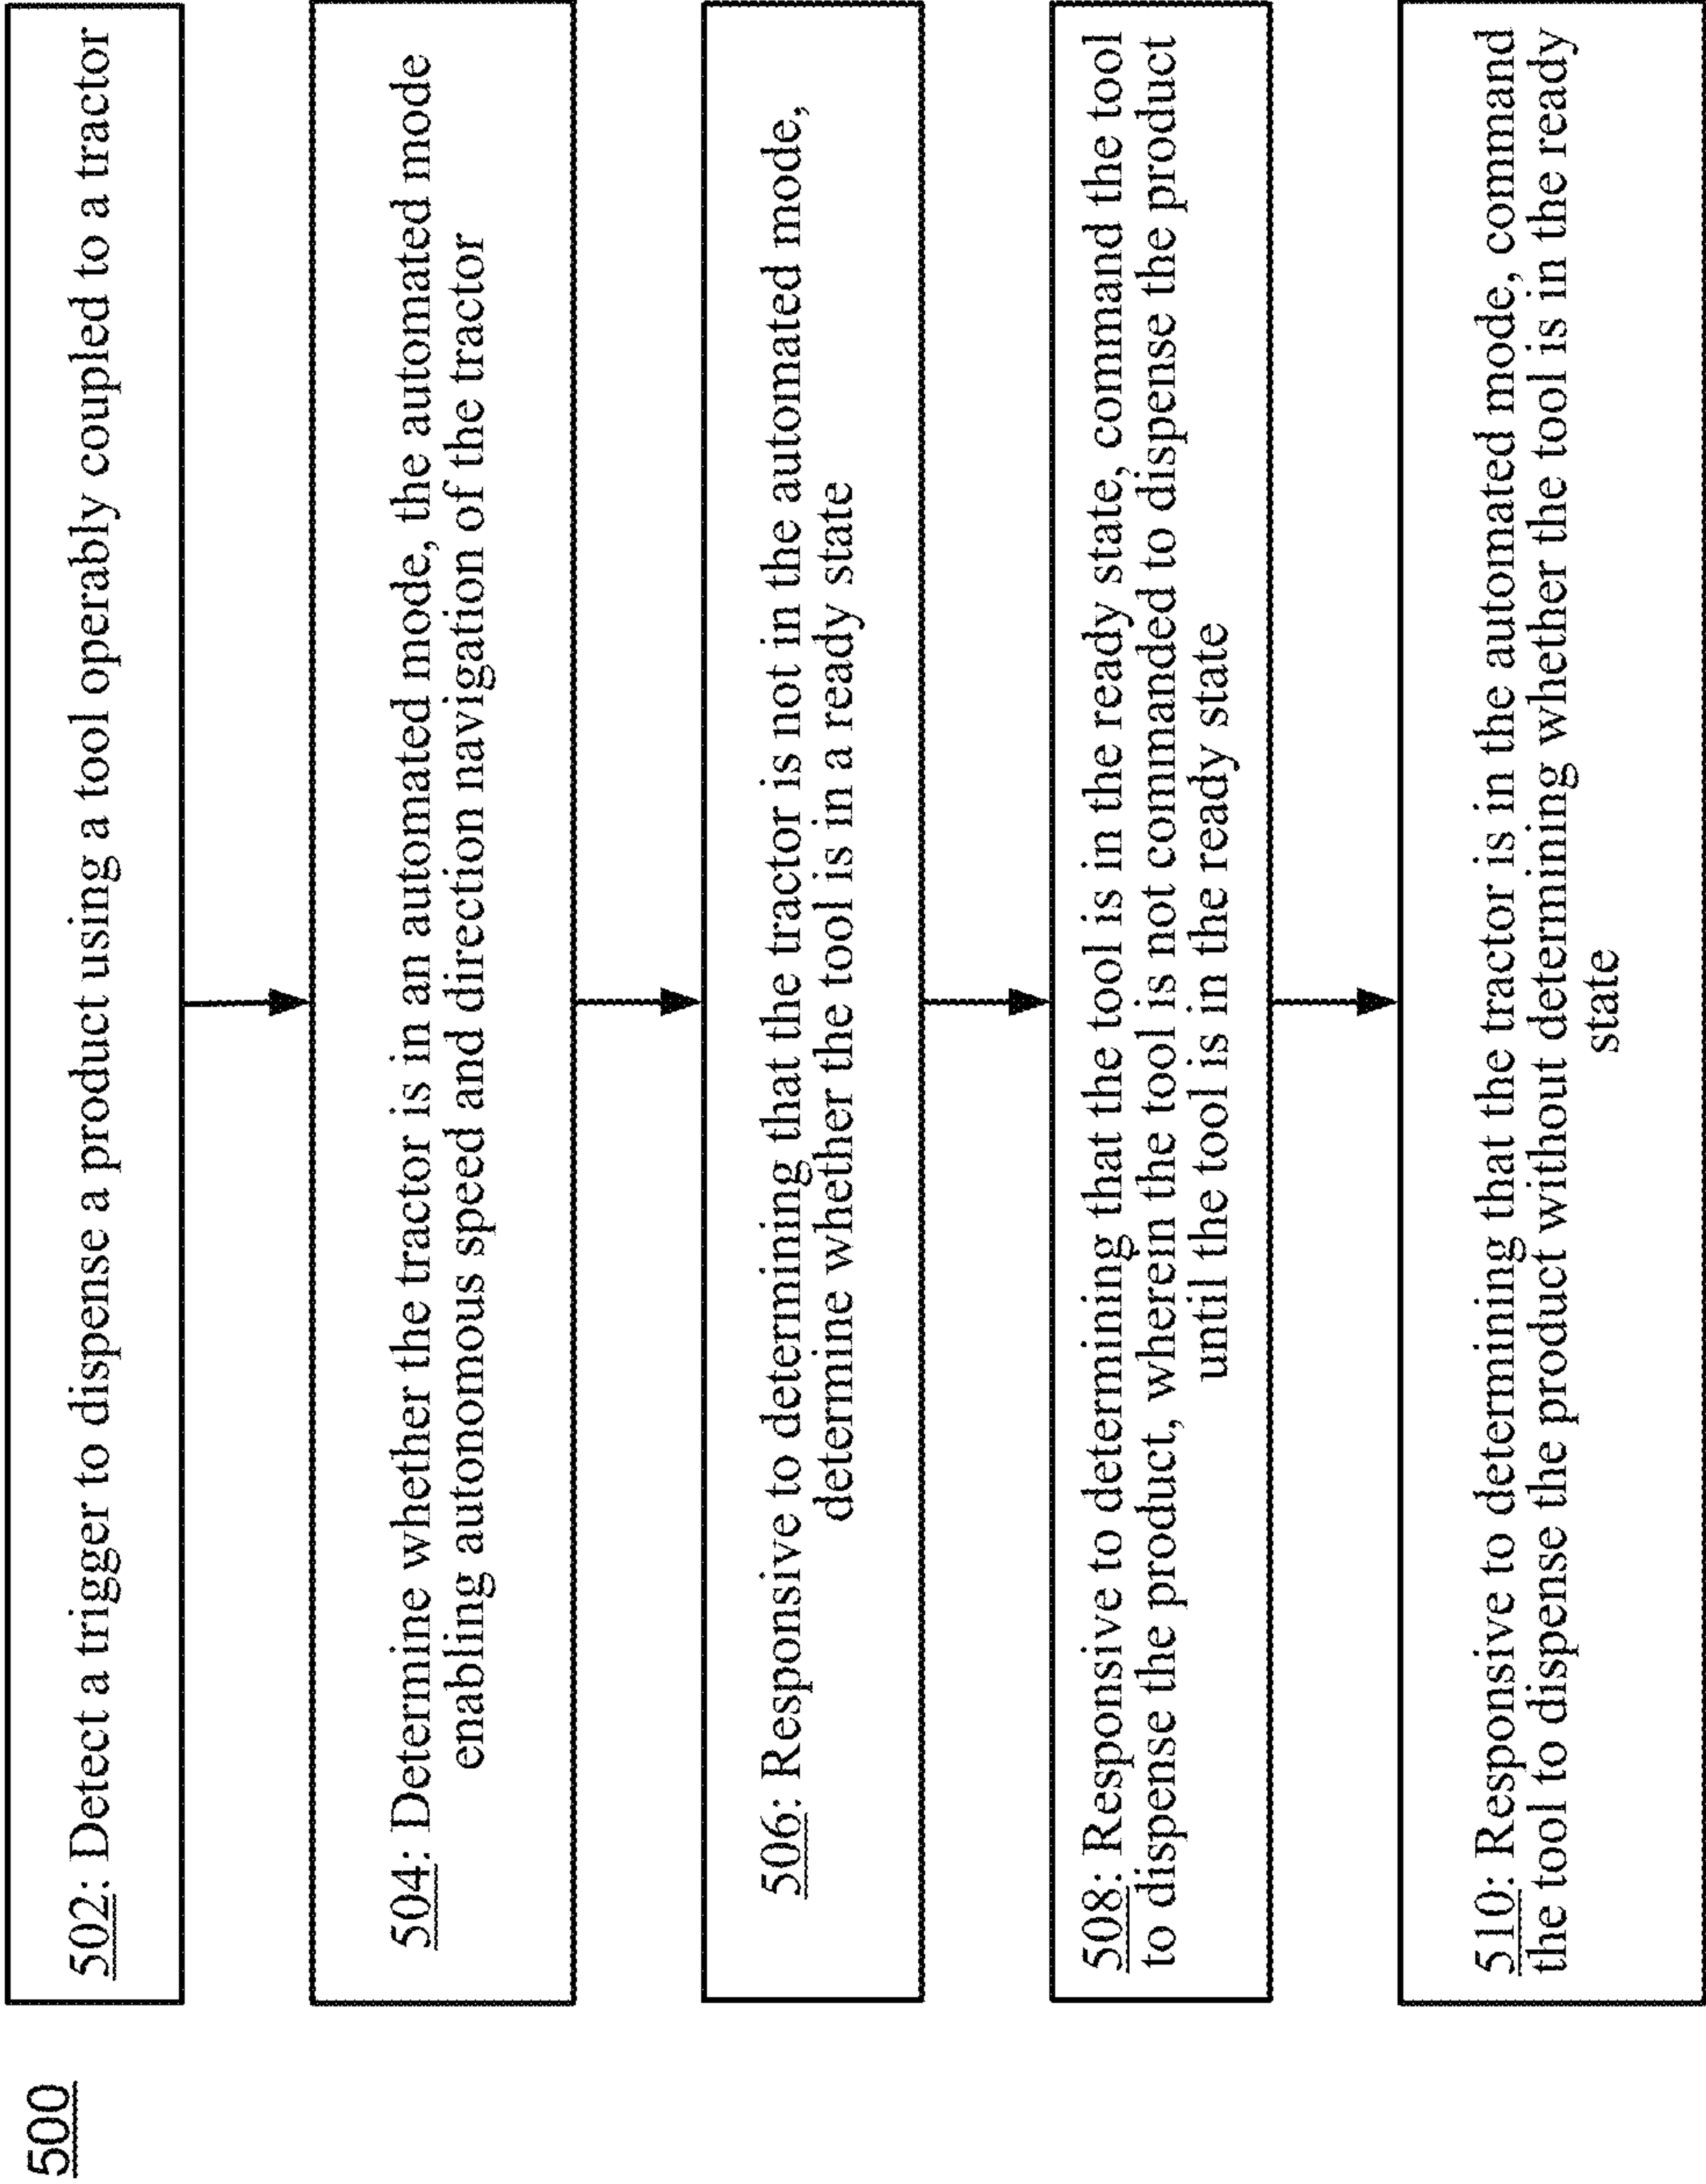 500
502: Detect a trigger to dispense a product using a tool operably coupled to a tractor
504: Determine whether the tractor is in an automated mode, the automated mode
enabling autonomous speed and direction navigation of the tractor
506: Responsive to determining that the tractor is not in the automated mode,
determine whether the tool is in a ready state
508: Responsive to determining that the tool is in the ready state, command the tool
to dispense the product, wherein the tool is not commanded to dispense the product
until the tool is in the ready state
510: Responsive to determining that the tractor is in the automated mode, command
the tool to dispense the product without determining whether the tool is in the ready
state